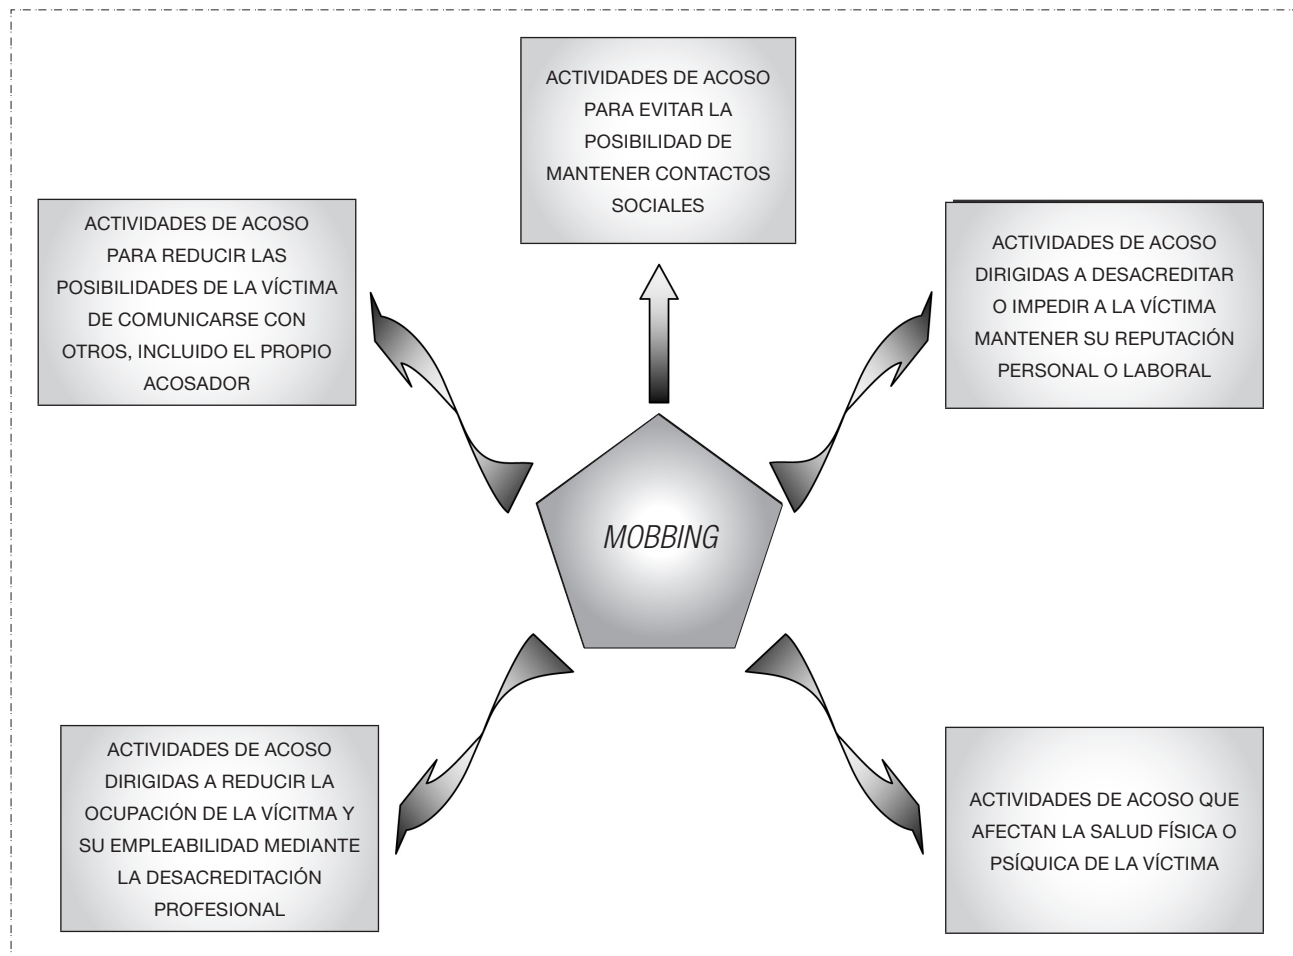 ACTIVIDADES DE ACOSO
PARA EVITAR LA
POSIBILIDAD DE
MANTENER CONTACTOS
SOCIALES
ACTIVIDADES DE ACOSO
PARA REDUCIR LAS
POSIBILIDADES DE LA VÍCTIMA
DE COMUNICARSE CON
OTROS, INCLUIDO EL PROPIO
ACOSADOR
ACTIVIDADES DE ACOSO
DIRIGIDAS A DESACREDITAR
O IMPEDIR A LA VÍCTIMA
MANTENER SU REPUTACIÓN
PERSONAL O LABORAL
MOBBING
ACTIVIDADES DE ACOSO
DIRIGIDAS A REDUCIR LA
OCUPACIÓN DE LA VÍCITMA Y
SU EMPLEABILIDAD MEDIANTE
LA DESACREDITACIÓN
PROFESIONAL
ACTIVIDADES DE ACOSO QUE
AFECTAN LA SALUD FÍSICA O
PSÍQUICA DE LA VÍCTIMA